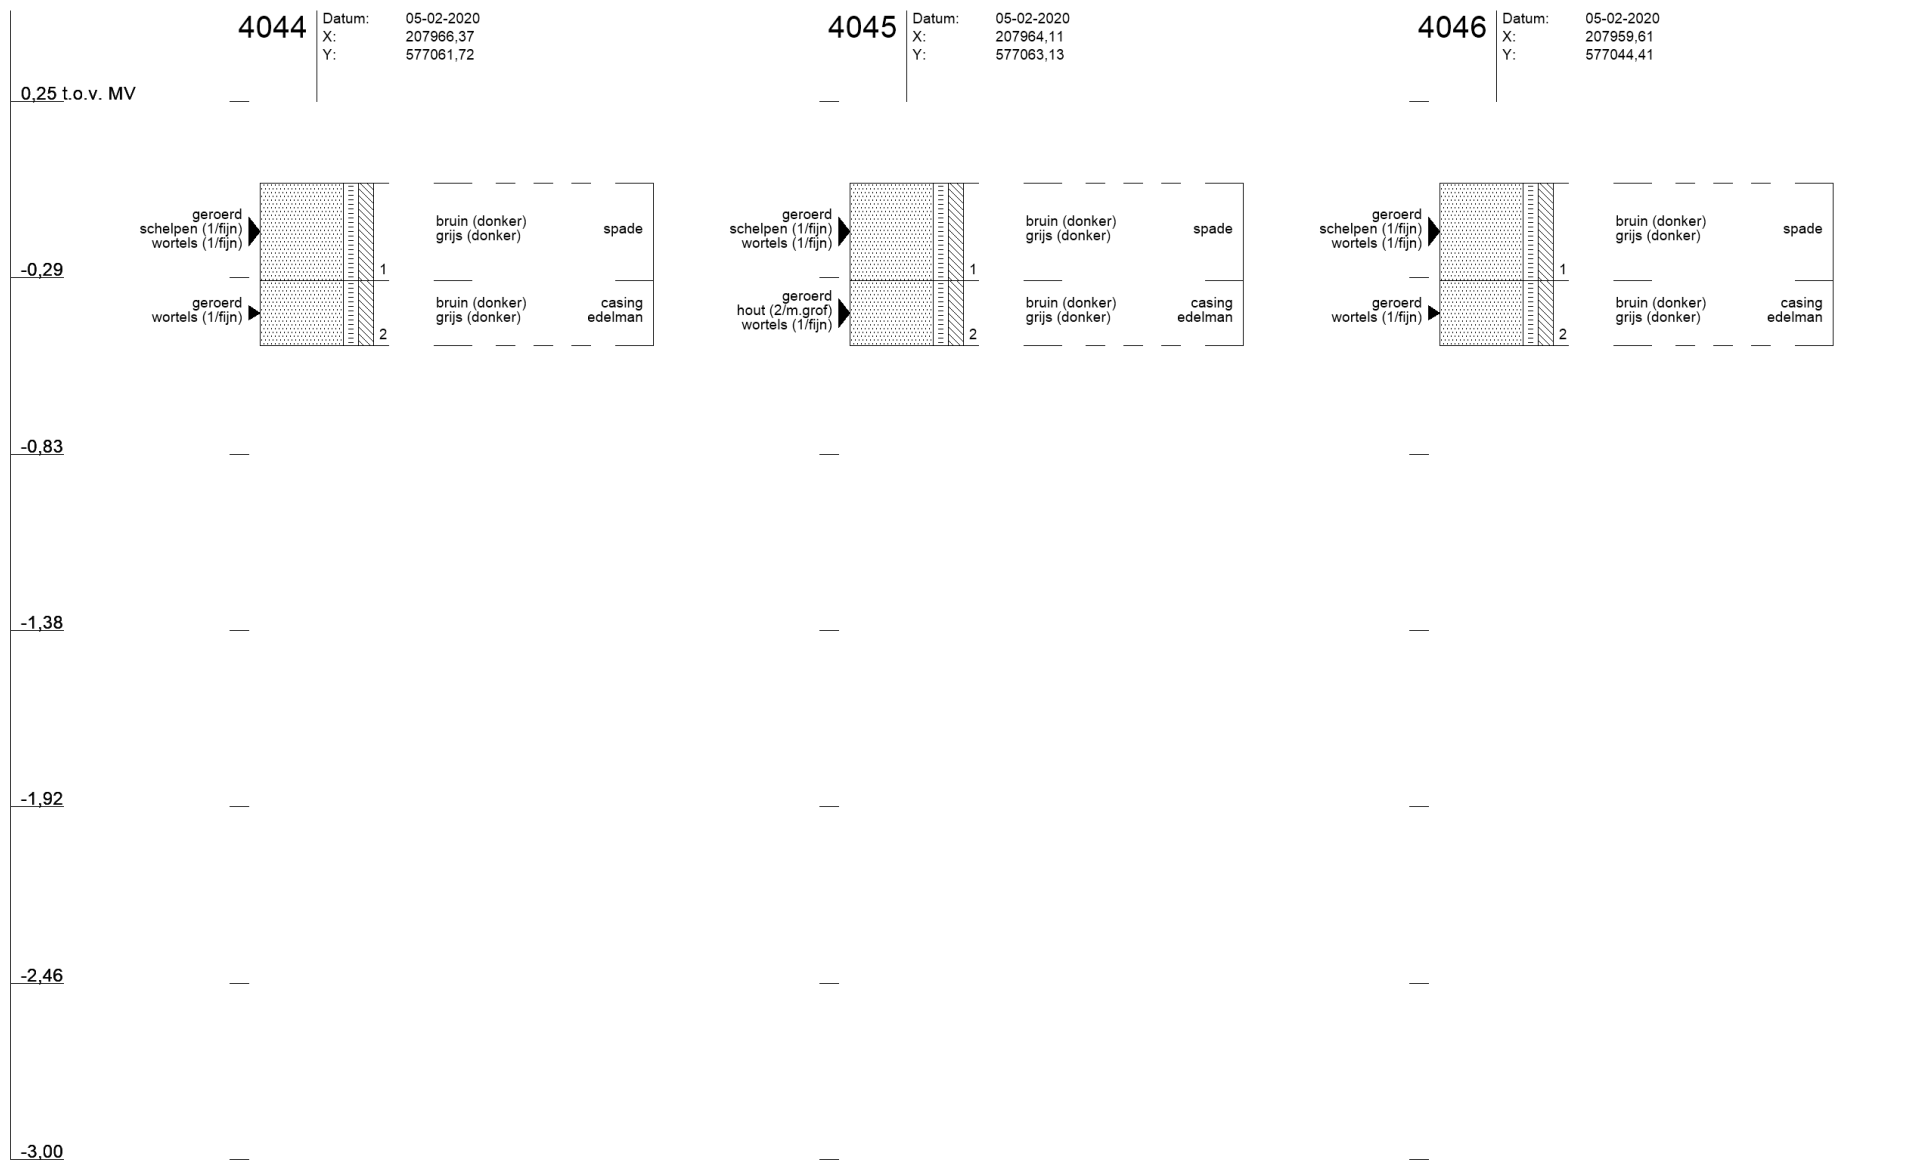 4044
Datum: 05-02-2020
X: 207966,37
Y: 577061,72
4045
Datum: 05-02-2020
X: 207964,11
Y: 577063,13
4046
Datum: 05-02-2020
X: 207959,61
Y: 577044,41
0,25 t.o.v. MV
geroerd
schelpen (1/fijn)
wortels (1/fijn)
1
bruin (donker)
grijs (donker)
spade
geroerd
schelpen (1/fijn)
wortels (1/fijn)
1
bruin (donker)
grijs (donker)
spade
geroerd
schelpen (1/fijn)
wortels (1/fijn)
1
bruin (donker)
grijs (donker)
spade
-0,29
geroerd
wortels (1/fijn)
2
bruin (donker)
grijs (donker)
casing
edelman
geroerd
hout (2/m.grof)
wortels (1/fijn)
2
bruin (donker)
grijs (donker)
casing
edelman
geroerd
wortels (1/fijn)
2
bruin (donker)
grijs (donker)
casing
edelman
-0,83
-1,38
-1,92
-2,46
-3,00